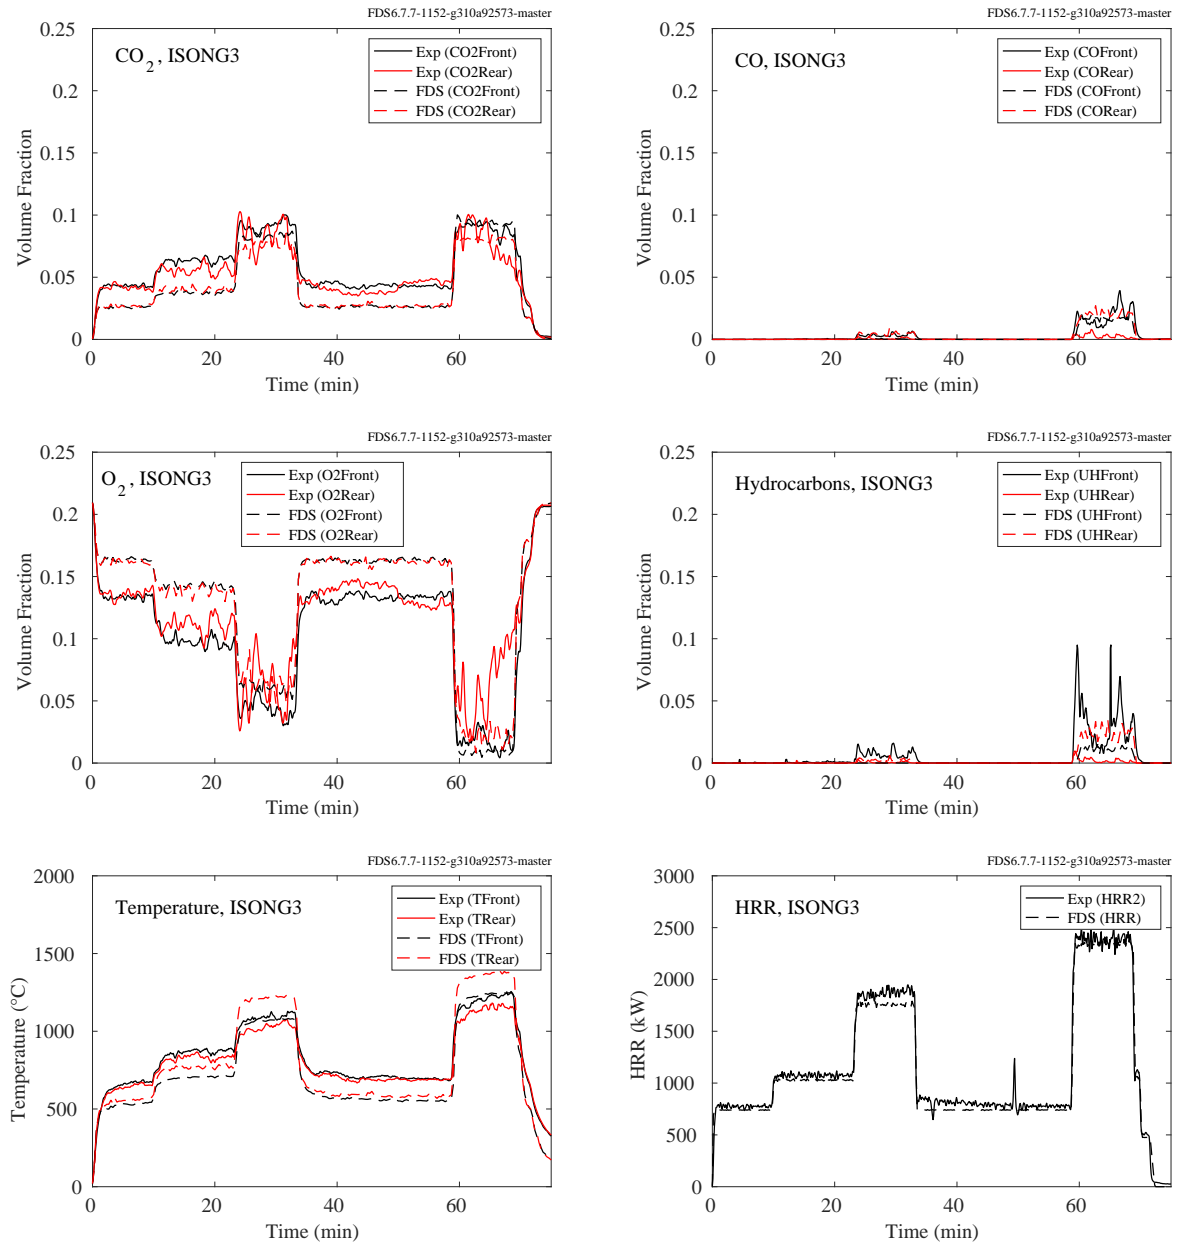 FDS6.7.7-1152-g310a92573-master
CO2, ISONG3
Exp (CO2Front)
Exp (CO2Rear)
FDS (CO2Front)
FDS (CO2Rear)
0.25
0.2
0.15
0.1
0.05
0
Volume Fraction
0 20 40 60
Time (min)
FDS6.7.7-1152-g310a92573-master
CO, ISONG3
Exp (COFront)
Exp (CORear)
FDS (COFront)
FDS (CORear)
0.25
0.2
0.15
0.1
0.05
0
Volume Fraction
0 20 40 60
Time (min)
FDS6.7.7-1152-g310a92573-master
O2, ISONG3
Exp (O2Front)
Exp (O2Rear)
FDS (O2Front)
FDS (O2Rear)
0.25
0.2
0.15
0.1
0.05
0
Volume Fraction
0 20 40 60
Time (min)
FDS6.7.7-1152-g310a92573-master
Hydrocarbons, ISONG3
Exp (UHFront)
Exp (UHRear)
FDS (UHFront)
FDS (UHRear)
0.25
0.2
0.15
0.1
0.05
0
Volume Fraction
0 20 40 60
Time (min)
FDS6.7.7-1152-g310a92573-master
Temperature, ISONG3
Exp (TFront)
Exp (TRear)
FDS (TFront)
FDS (TRear)
2000
1500
1000
500
0
Temperature (°C)
0 20 40 60
Time (min)
FDS6.7.7-1152-g310a92573-master
HRR, ISONG3
Exp (HRR2)
FDS (HRR)
3000
2500
2000
1500
1000
500
0
HRR (kW)
0 20 40 60
Time (min)